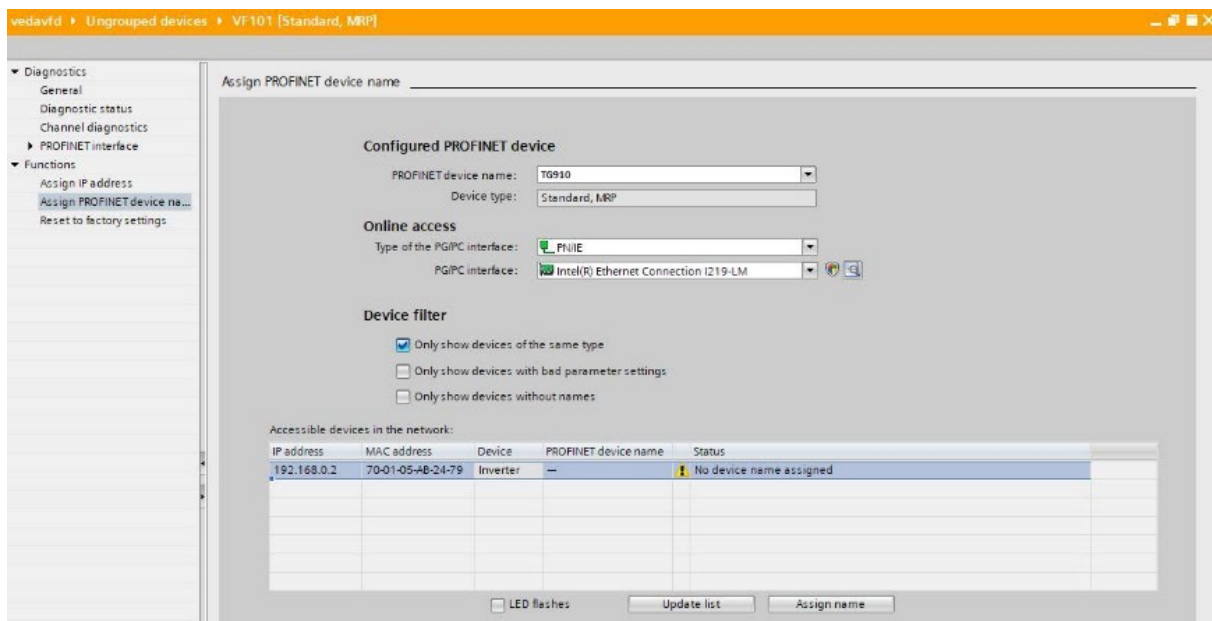 vedavfd ▸ Ungrouped devices ▸ VF101 [Standard, MRP]
Diagnostics
General
Diagnostic status
Channel diagnostics
PROFINET interface
Functions
Assign IP address
Assign PROFINET device na...
Reset to factory settings
Assign PROFINET device name
Configured PROFINET device
PROFINET device name: TG910
Device type: Standard, MRP
Online access
Type of the PG/PC interface: PN/IE
PG/PC interface: Intel(R) Ethernet Connection I219-LM
Device filter
Only show devices of the same type
Only show devices with bad parameter settings
Only show devices without names
Accessible devices in the network:
IP address MAC address Device PROFINET device name Status
192.168.0.2 70-01-05-AB-24-79 Inverter — No device name assigned
LED flashes Update list Assign name